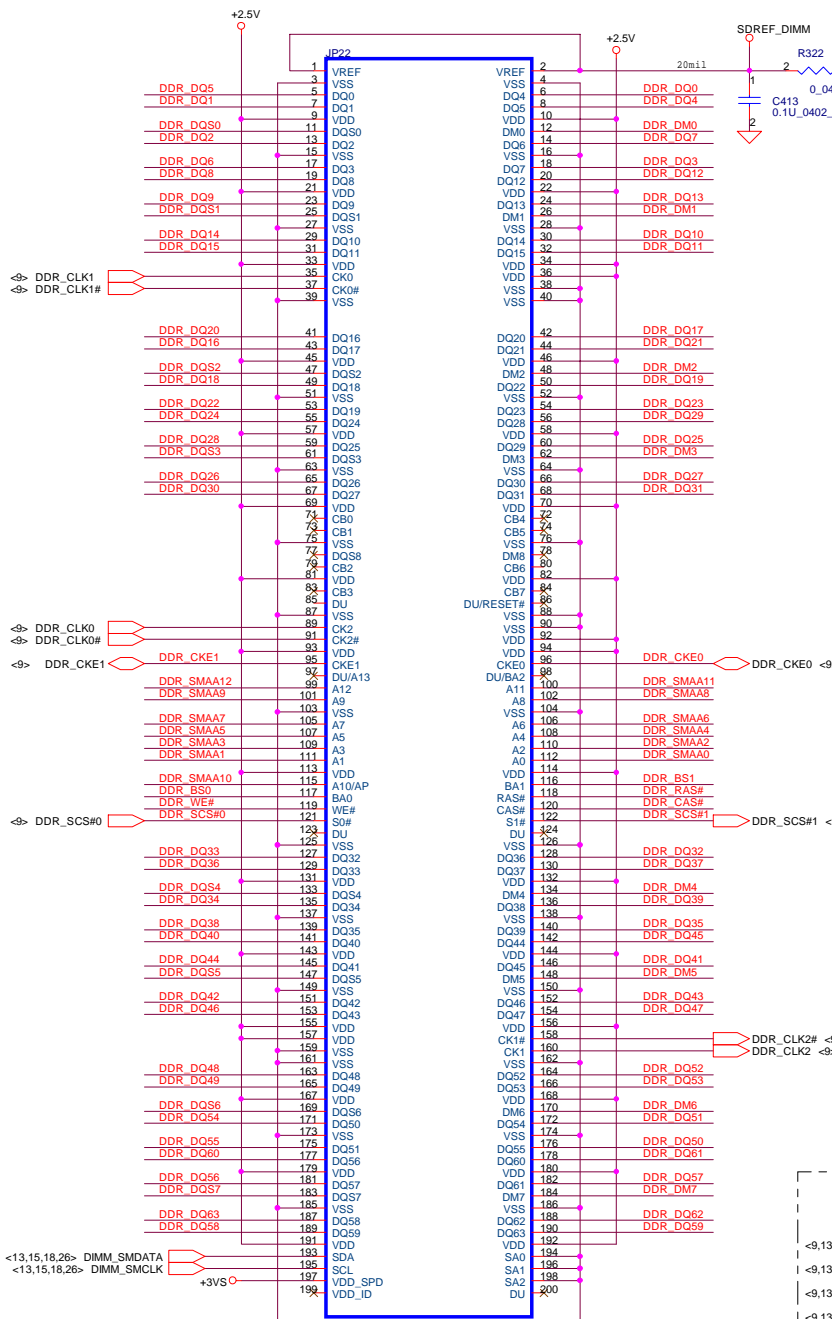 +2.5V
SDREF_DIMM
+2.5V
JP22
R322
1 VREF VREF 2 20mil 1 2
3 VSS VSS 4
0_04
DDR_DQ5 5 DQ0 DQ4 6 DDR_DQ0
C413
DDR_DQ1 7 DQ1 DQ5 8 DDR_DQ4
0.1U_0402_
9 VDD VDD 10
2
DDR_DQS0 11 DQS0 DM0 12 DDR_DM0
DDR_DQ2 13 DQ2 DQ6 14 DDR_DQ7
15 VSS VSS 16
DDR_DQ6 17 DQ3 DQ7 18 DDR_DQ3
DDR_DQ8 19 DQ8 DQ12 20 DDR_DQ12
21 VDD VDD 22
DDR_DQ9 23 DQ9 DQ13 24 DDR_DQ13
DDR_DQS1 25 DQS1 DM1 26 DDR_DM1
27 VSS VSS 28
DDR_DQ14 29 DQ10 DQ14 30 DDR_DQ10
DDR_DQ15 31 DQ11 DQ15 32 DDR_DQ11
33 VDD VDD 34
<9> DDR_CLK1 35 CK0 VDD 36
<9> DDR_CLK1# 37 CK0# VSS 38
39 VSS VSS 40
DDR_DQ20 41 DQ16 DQ20 42 DDR_DQ17
DDR_DQ16 43 DQ17 DQ21 44 DDR_DQ21
45 VDD VDD 46
DDR_DQS2 47 DQS2 DM2 48 DDR_DM2
DDR_DQ18 49 DQ18 DQ22 50 DDR_DQ19
51 VSS VSS 52
DDR_DQ22 53 DQ19 DQ23 54 DDR_DQ23
DDR_DQ24 55 DQ24 DQ28 56 DDR_DQ29
57 VDD VDD 58
DDR_DQ28 59 DQ25 DQ29 60 DDR_DQ25
DDR_DQS3 61 DQS3 DM3 62 DDR_DM3
63 VSS VSS 64
DDR_DQ26 65 DQ26 DQ30 66 DDR_DQ27
DDR_DQ30 67 DQ27 DQ31 68 DDR_DQ31
69 VDD VDD 70
71 CB0 CB4 72
73 CB1 CB5 74
75 VSS VSS 76
77 DQS8 DM8 78
79 CB2 CB6 80
81 VDD VDD 82
83 CB3 CB7 84
85 DU DU/RESET# 86
87 VSS VSS 88
<9> DDR_CLK0 89 CK2 VSS 90
<9> DDR_CLK0# 91 CK2# VDD 92
93 VDD VDD 94
<9> DDR_CKE1 DDR_CKE1 95 CKE1 CKE0 96 DDR_CKE0 DDR_CKE0 <9
97 DU/A13 DU/BA2 98
DDR_SMAA12 99 A12 A11 100 DDR_SMAA11
DDR_SMAA9 101 A9 A8 102 DDR_SMAA8
103 VSS VSS 104
DDR_SMAA7 105 A7 A6 106 DDR_SMAA6
DDR_SMAA5 107 A5 A4 108 DDR_SMAA4
DDR_SMAA3 109 A3 A2 110 DDR_SMAA2
DDR_SMAA1 111 A1 A0 112 DDR_SMAA0
113 VDD VDD 114
DDR_SMAA10 115 A10/AP BA1 116 DDR_BS1
DDR_BS0 117 BA0 RAS# 118 DDR_RAS#
DDR_WE# 119 WE# CAS# 120 DDR_CAS#
<9> DDR_SCS#0 DDR_SCS#0 121 S0# S1# 122 DDR_SCS#1 DDR_SCS#1 <
123 DU DU 124
125 VSS VSS 126
DDR_DQ33 127 DQ32 DQ36 128 DDR_DQ32
DDR_DQ36 129 DQ33 DQ37 130 DDR_DQ37
131 VDD VDD 132
DDR_DQS4 133 DQS4 DM4 134 DDR_DM4
DDR_DQ34 135 DQ34 DQ38 136 DDR_DQ39
137 VSS VSS 138
DDR_DQ38 139 DQ35 DQ39 140 DDR_DQ35
DDR_DQ40 141 DQ40 DQ44 142 DDR_DQ45
143 VDD VDD 144
DDR_DQ44 145 DQ41 DQ45 146 DDR_DQ41
DDR_DQS5 147 DQS5 DM5 148 DDR_DM5
149 VSS VSS 150
DDR_DQ42 151 DQ42 DQ46 152 DDR_DQ43
DDR_DQ46 153 DQ43 DQ47 154 DDR_DQ47
155 VDD VDD 156
157 VDD CK1# 158 DDR_CLK2# <9
159 VSS CK1 160 DDR_CLK2 <9>
161 VSS VSS 162
DDR_DQ48 163 DQ48 DQ52 164 DDR_DQ52
DDR_DQ49 165 DQ49 DQ53 166 DDR_DQ53
167 VDD VDD 168
DDR_DQS6 169 DQS6 DM6 170 DDR_DM6
DDR_DQ54 171 DQ50 DQ54 172 DDR_DQ51
173 VSS VSS 174
DDR_DQ55 175 DQ51 DQ55 176 DDR_DQ50
DDR_DQ60 177 DQ56 DQ60 178 DDR_DQ61
179 VDD VDD 180
DDR_DQ56 181 DQ57 DQ61 182 DDR_DQ57
DDR_DQS7 183 DQS7 DM7 184 DDR_DM7
185 VSS VSS 186
DDR_DQ63 187 DQ58 DQ62 188 DDR_DQ62
DDR_DQ58 189 DQ59 DQ63 190 DDR_DQ59
191 VDD VDD 192
<9,13
<13,15,18,26> DIMM_SMDATA 193 SDA SA0 194
<13,15,18,26> DIMM_SMCLK 195 SCL SA1 196
<9,13
+3VS 197 VDD_SPD SA2 198
199 VDD_ID DU 200
<9,13
<9,13